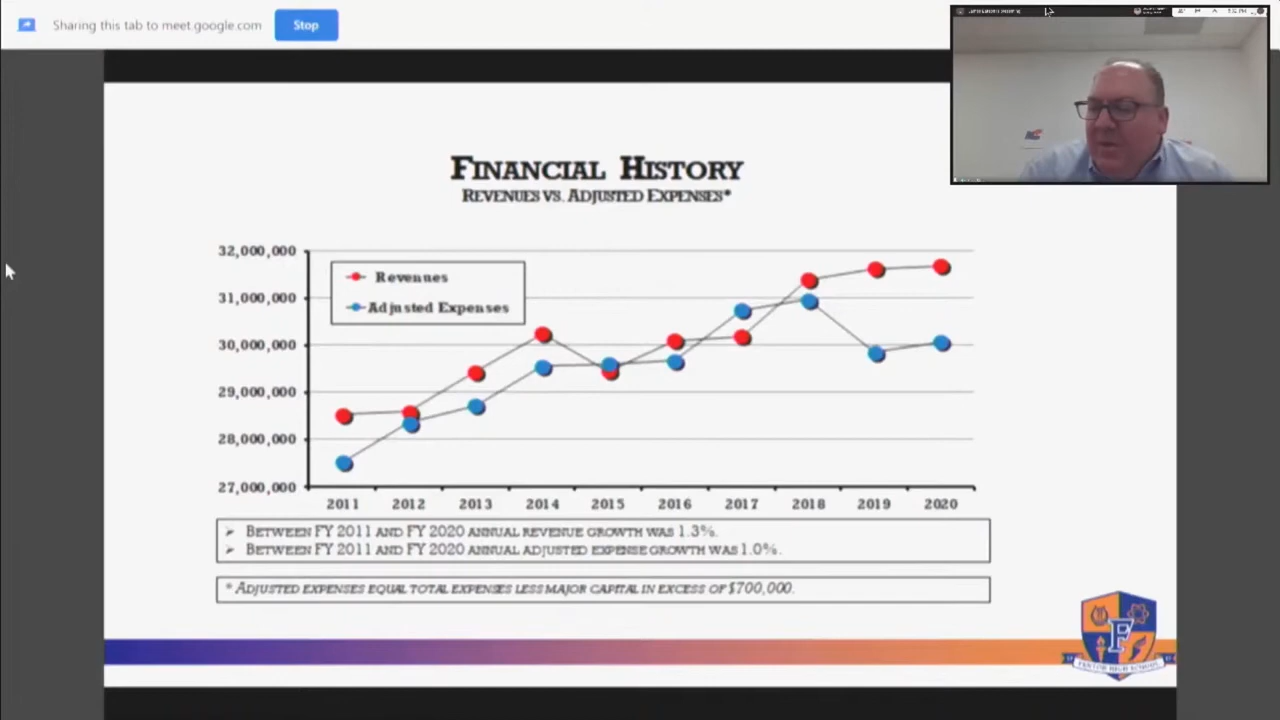 Sharing this tab to meet.google.com
Stop
FINANCIAL HISTORY
REVENUES VS. ADJUSTED EXPENSES*
32,000,000
31,000,000
30,000,000
29,000,000
28,000,000
27,000,000
Revenues
Adjusted Expenses
2011 2012 2013 2014 2015 2016 2017 2018 2019 2020
➢ BETWEEN FY 2011 AND FY 2020 ANNUAL REVENUE GROWTH WAS 1.3%.
➢ BETWEEN FY 2011 AND FY 2020 ANNUAL ADJUSTED EXPENSE GROWTH WAS 1.0%.
* ADJUSTED EXPENSES EQUAL TOTAL EXPENSES LESS MAJOR CAPITAL IN EXCESS OF $700,000.
F
FENTON HIGH SCHOOL